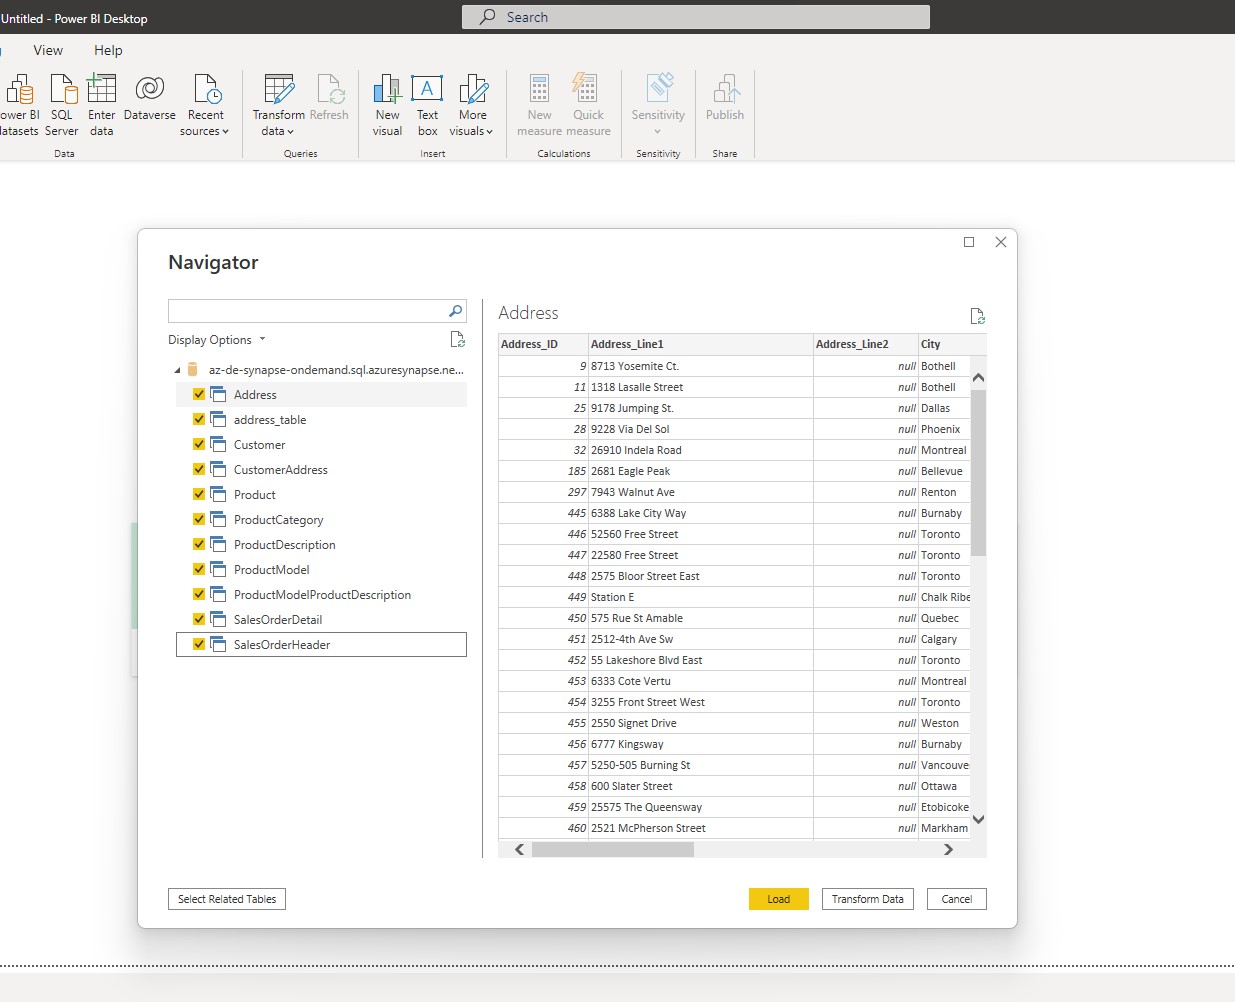 Untitled - Power BI Desktop
Search
View
Help
ower BI
atasets
SQL
Server
Enter
data
Dataverse
Recent
sources
Data
Transform
data
Refresh
Queries
New
visual
Text
box
More
visuals
Insert
New
measure
Quick
measure
Calculations
Sensitivity
Sensitivity
Publish
Share
Navigator
Display Options
az-de-synapse-ondemand.sql.azuresynapse.ne...
Address
address_table
Customer
CustomerAddress
Product
ProductCategory
ProductDescription
ProductModel
ProductModelProductDescription
SalesOrderDetail
SalesOrderHeader
Address
Address_ID Address_Line1 Address_Line2 City
9 8713 Yosemite Ct. null Bothell
11 1318 Lasalle Street null Bothell
25 9178 Jumping St. null Dallas
28 9228 Via Del Sol null Phoenix
32 26910 Indela Road null Montreal
185 2681 Eagle Peak null Bellevue
297 7943 Walnut Ave null Renton
445 6388 Lake City Way null Burnaby
446 52560 Free Street null Toronto
447 22580 Free Street null Toronto
448 2575 Bloor Street East null Toronto
449 Station E null Chalk Ribe
450 575 Rue St Amable null Quebec
451 2512-4th Ave Sw null Calgary
452 55 Lakeshore Blvd East null Toronto
453 6333 Cote Vertu null Montreal
454 3255 Front Street West null Toronto
455 2550 Signet Drive null Weston
456 6777 Kingsway null Burnaby
457 5250-505 Burning St null Vancouve
458 600 Slater Street null Ottawa
459 25575 The Queensway null Etobicoke
460 2521 McPherson Street null Markham
Select Related Tables
Load
Transform Data
Cancel